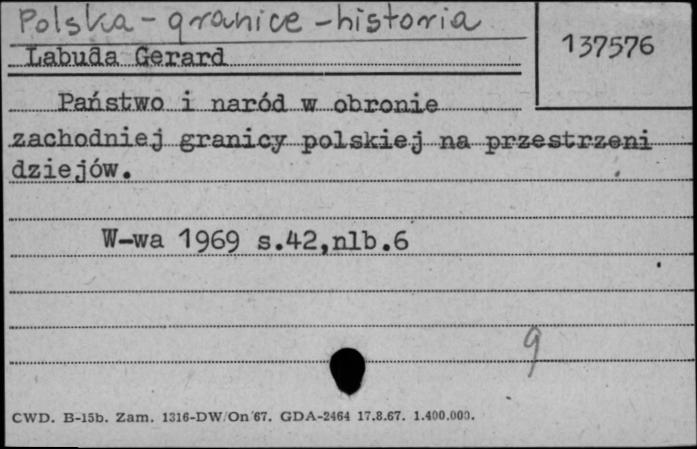 Polska - granice - historia
137576
Labuda Gerard
Państwo i naród w obronie
zachodniej granicy polskiej na przestrzeni
dziejów.
W-wa 1969 s.42,nlb.6
9
CWD. B-15b. Zam. 1316-DW/On 67. GDA-2464 17.8.67. 1.400.000.